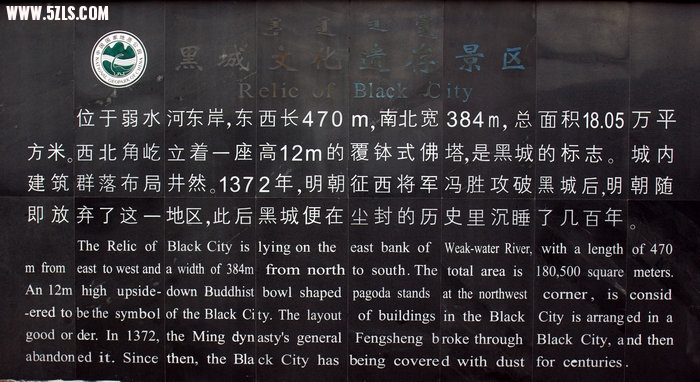 WWW.5ZLS.COM
黑城文化遗存景区
Relic of Black City
位于弱水河东岸,东西长470m,南北宽384m,总面积18.05万平
方米。西北角屹立着一座高12m的覆钵式佛塔,是黑城的标志。城内
建筑群落布局井然。1372年,明朝征西将军冯胜攻破黑城后,明朝随
即放弃了这一地区,此后黑城便在尘封的历史里沉睡了几百年。
The Relic of Black City is lying on the east bank of Weak-water River, with a length of 470
m from east to west and a width of 384m from north to south. The total area is 180,500 square meters.
An 12m high upside-down Buddhist bowl shaped pagoda stands at the northwest corner, is consid
-ered to be the symbol of the Black City. The layout of buildings in the Black City is arranged in a
good order. In 1372, the Ming dynasty's general Fengsheng broke through Black City, and then
abandoned it. Since then, the Black City has being covered with dust for centuries.